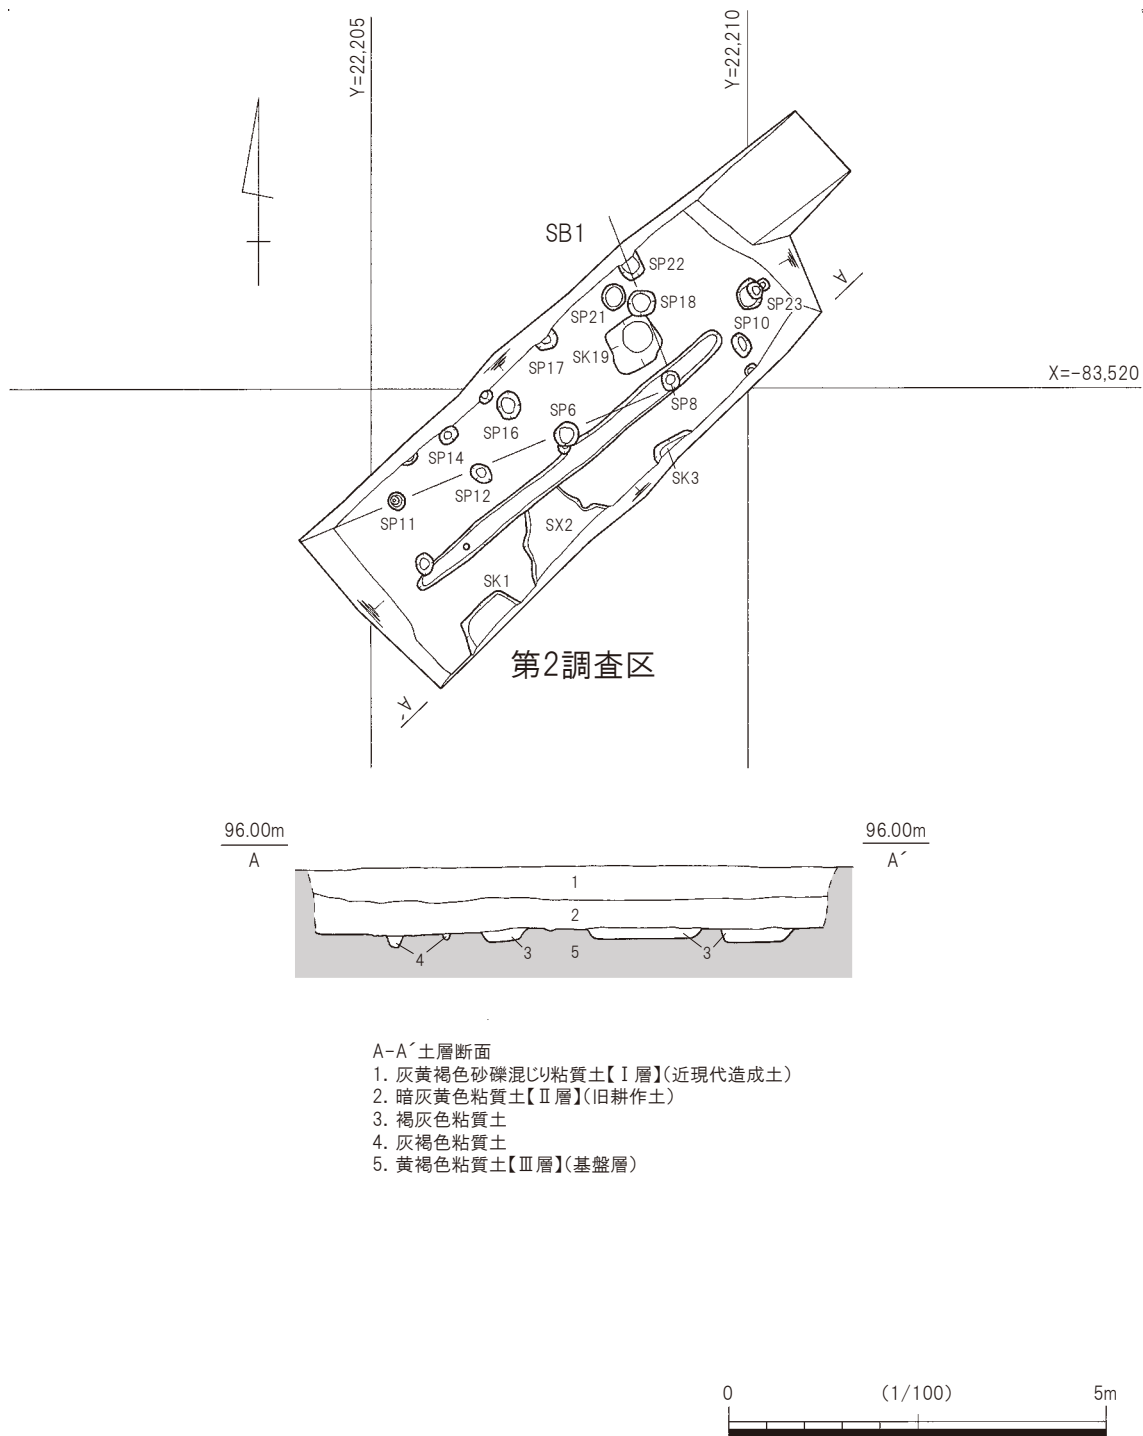 Y=22,205
Y=22,210
X=-83,520
SB1
SP22
SP21
SP18
SP23
SP10
SP17
SK19
SP8
SP16
SP6
SP14
SP12
SK3
SP11
SX2
SK1
A
A´
第2調査区
96.00m
A
96.00m
A´
1
2
3
5
3
4
A-A´土層断面
1. 灰黄褐色砂礫混じり粘質土【Ⅰ層】(近現代造成土)
2. 暗灰黄色粘質土【Ⅱ層】(旧耕作土)
3. 褐灰色粘質土
4. 灰褐色粘質土
5. 黄褐色粘質土【Ⅲ層】(基盤層)
0 (1/100) 5m